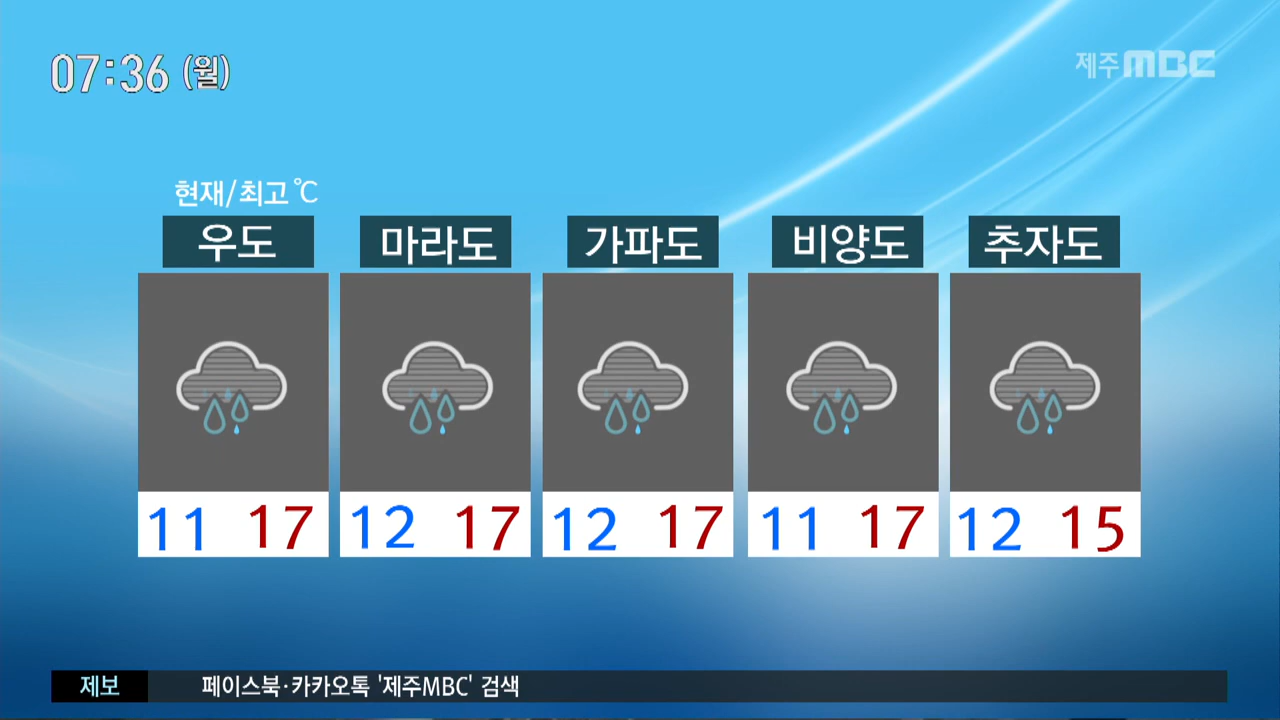 07:36 (월)
제주MBC
현재/최고 ℃
우도 마라도 가파도 비양도 추자도
11 17 12 17 12 17 11 17 12 15
제보 페이스북·카카오톡 '제주MBC' 검색